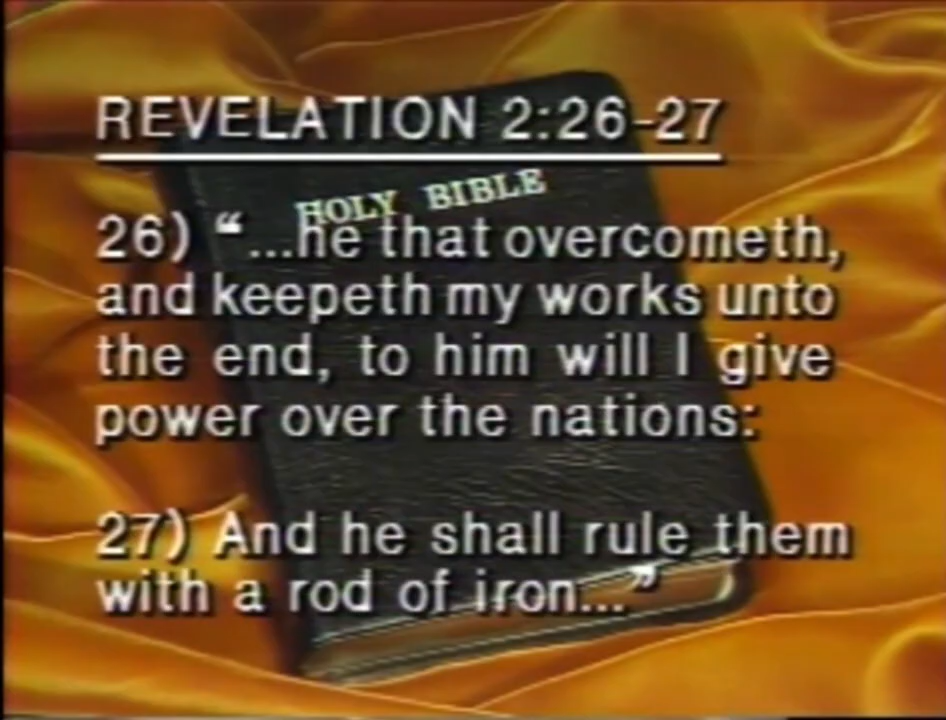 REVELATION 2:26-27
HOLY BIBLE
26) “...he that overcometh,
and keepeth my works unto
the end, to him will I give
power over the nations:
27) And he shall rule them
with a rod of iron...”